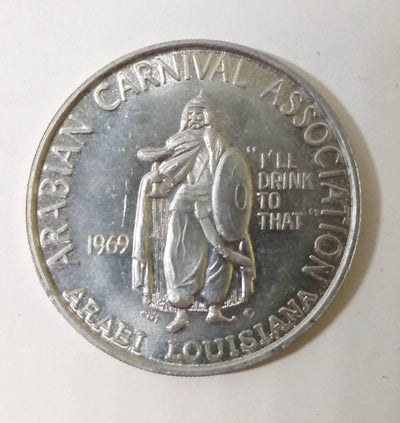 ARABIAN CARNIVAL ASSOCIATION
1969
"I'LL
DRINK
TO
THAT"
ARABI LOUISIANA